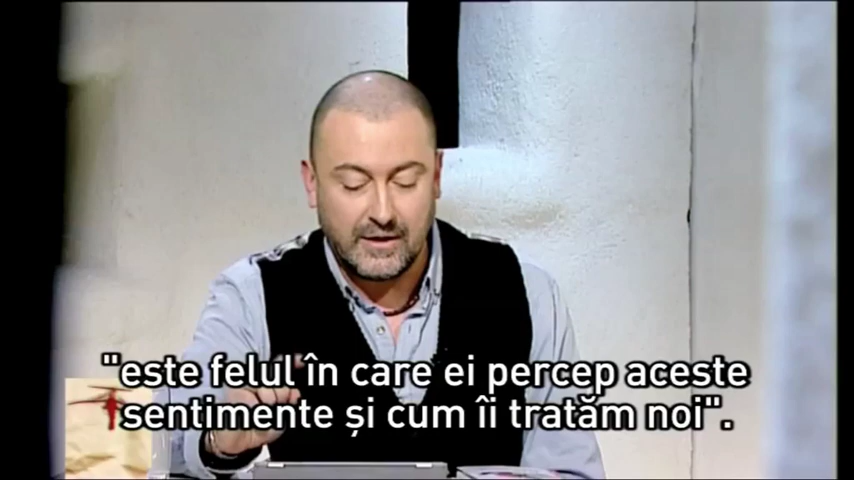 "este felul în care ei percep aceste
sentimente și cum îi tratăm noi".